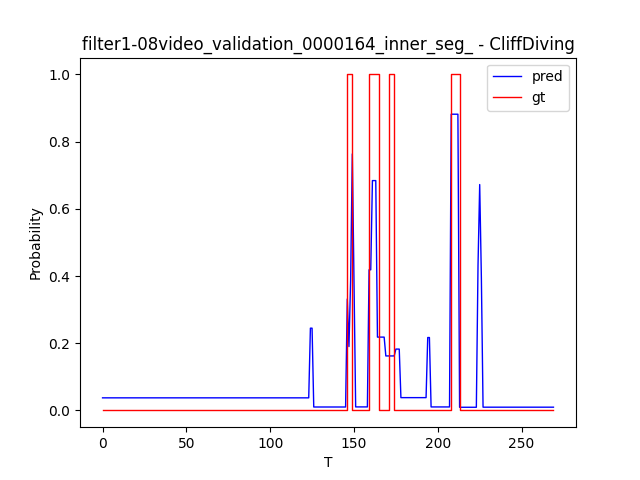 filter1-08video_validation_0000164_inner_seg_ - CliffDiving
pred
gt
1.0
0.8
0.6
0.4
0.2
0.0
Probability
0 50 100 150 200 250
T